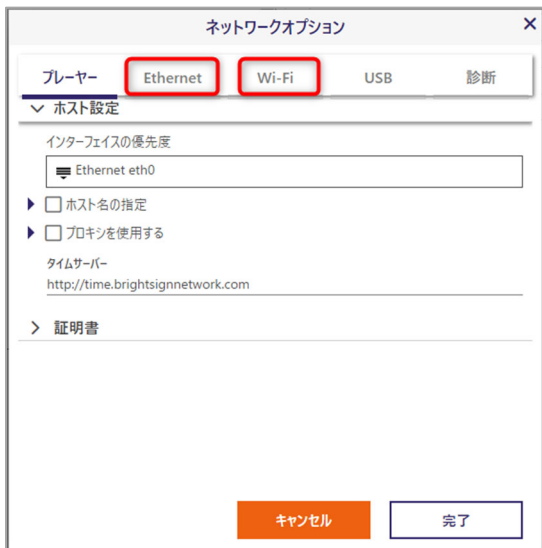 ネットワークオプション
プレーヤー Ethernet Wi-Fi USB 診断
ホスト設定
インターフェイスの優先度
Ethernet eth0
ホスト名の指定
プロキシを使用する
タイムサーバー
http://time.brightsignnetwork.com
証明書
キャンセル 完了